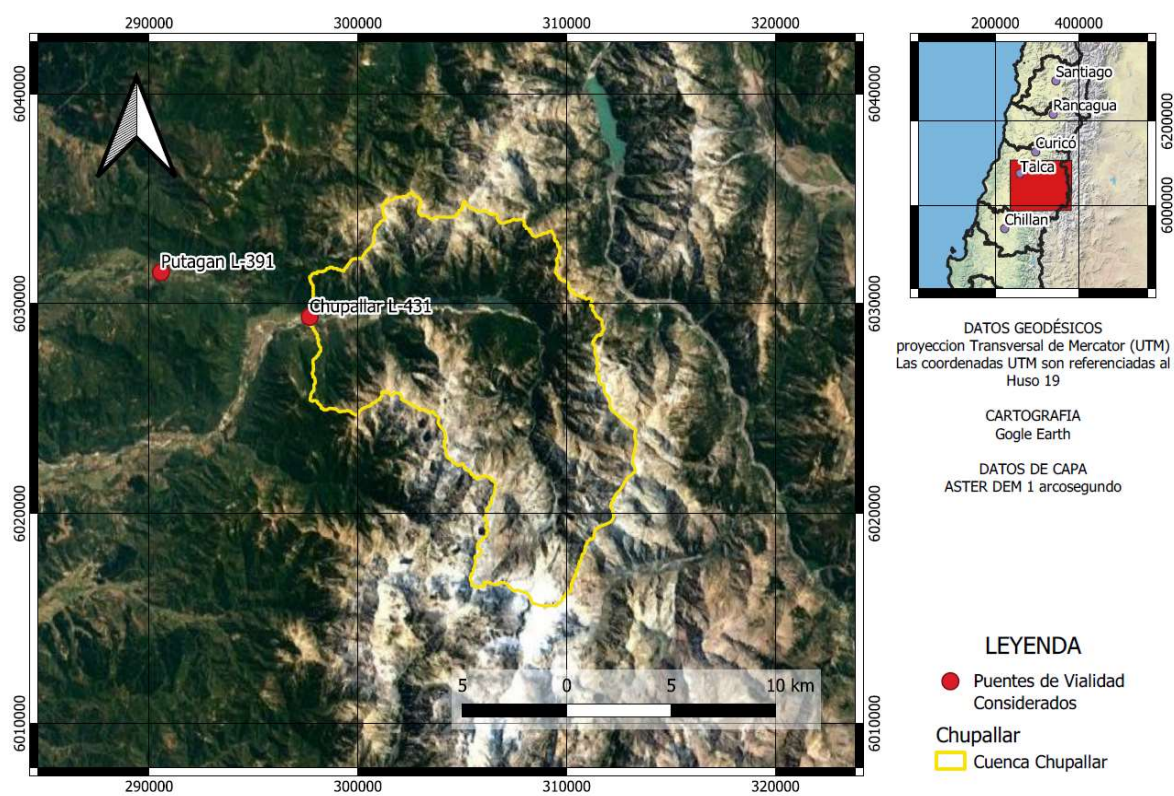 290000
300000
310000
320000
6040000
6040000
6030000
6030000
6020000
6020000
6010000
6010000
Putagan L-391
Chupallar L-431
5
0
5
10 km
290000
300000
310000
320000
200000
400000
Santiago
Rancagua
Curicó
Talca
Chillan
6200000
6000000
DATOS GEODÉSICOS
proyeccion Transversal de Mercator (UTM)
Las coordenadas UTM son referenciadas al
Huso 19
CARTOGRAFIA
Gogle Earth
DATOS DE CAPA
ASTER DEM 1 arcosegundo
LEYENDA
Puentes de Vialidad
Considerados
Chupallar
Cuenca Chupallar